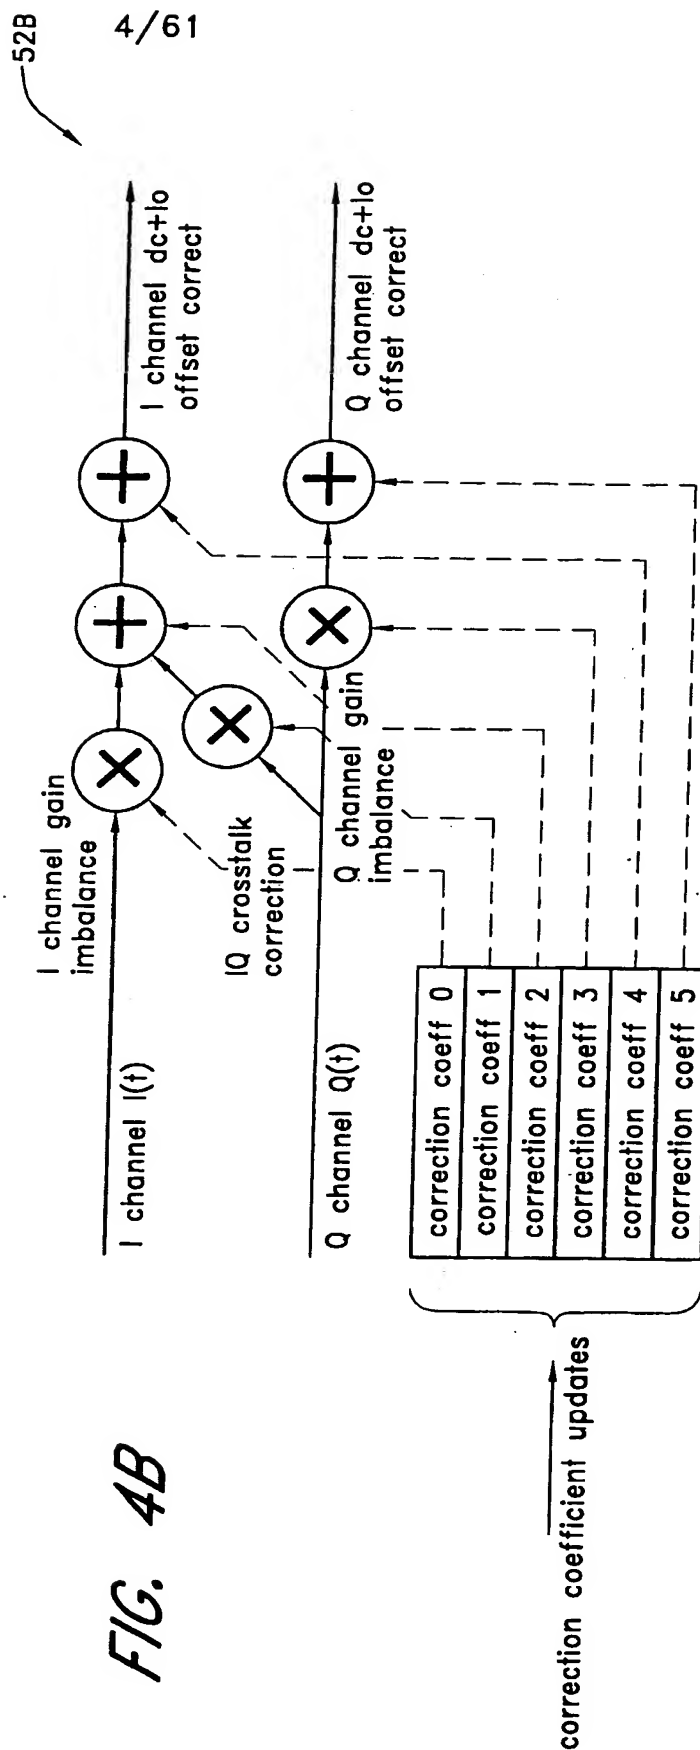 4/61
52B
FIG. 4B
I channel I(t)
I channel gain
imbalance
I channel dc+lo
offset correct
IQ crosstalk
correction
Q channel Q(t)
Q channel gain
imbalance
Q channel dc+lo
offset correct
correction coeff 0
correction coeff 1
correction coeff 2
correction coeff 3
correction coeff 4
correction coeff 5
correction coefficient updates